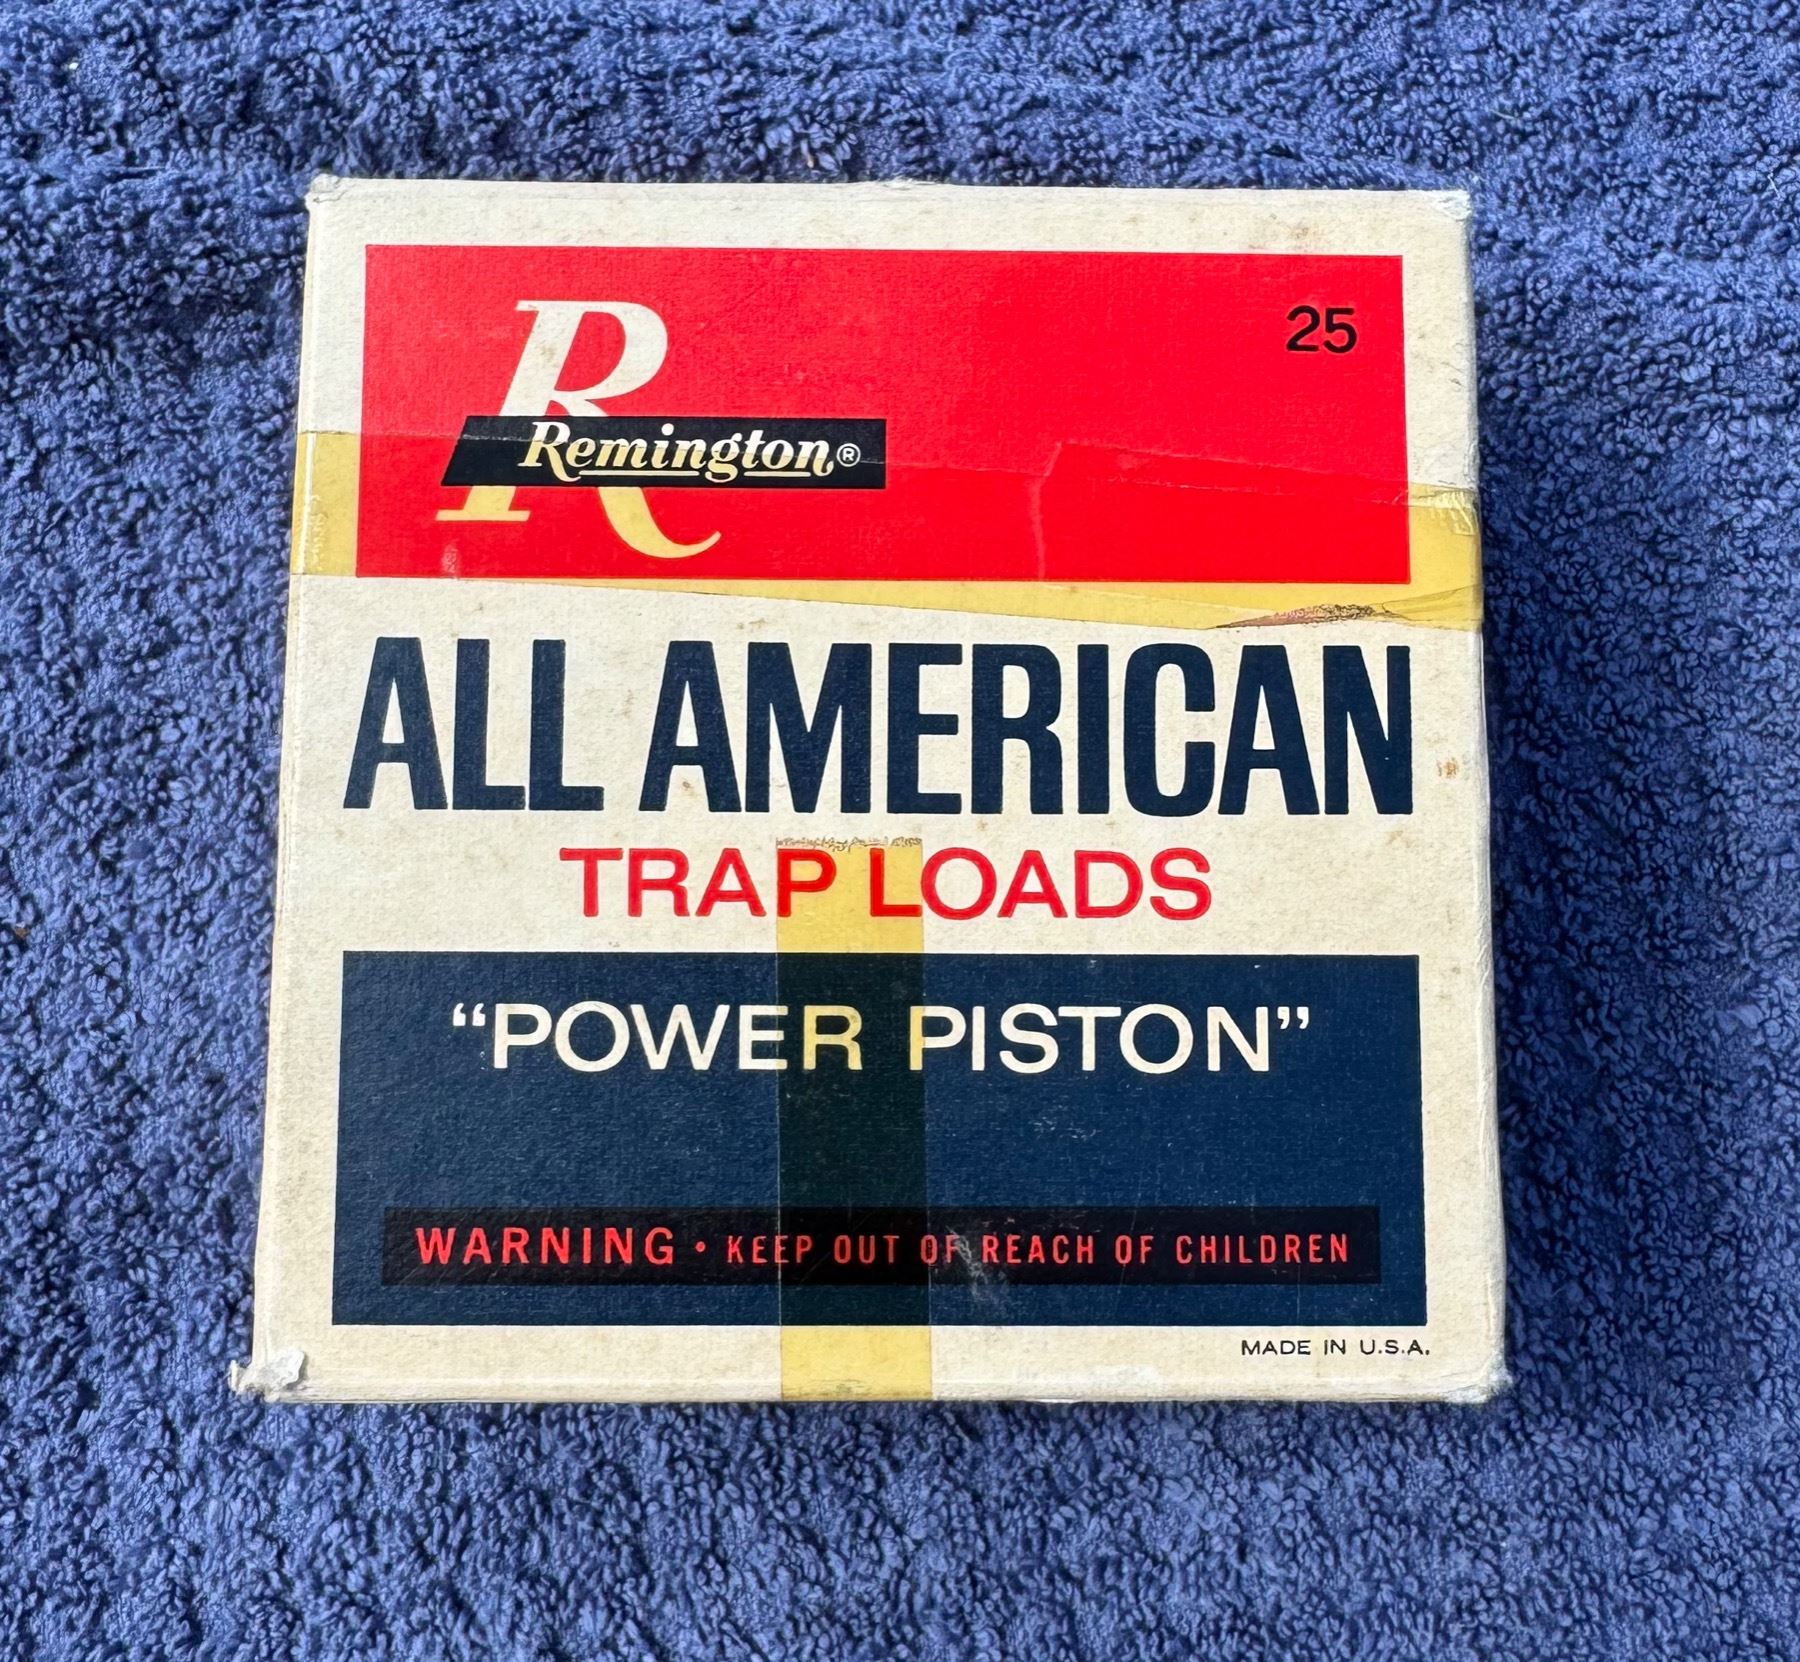 25
R
Remington®
ALL AMERICAN
TRAP LOADS
“POWER PISTON”
WARNING • KEEP OUT OF REACH OF CHILDREN
MADE IN U.S.A.